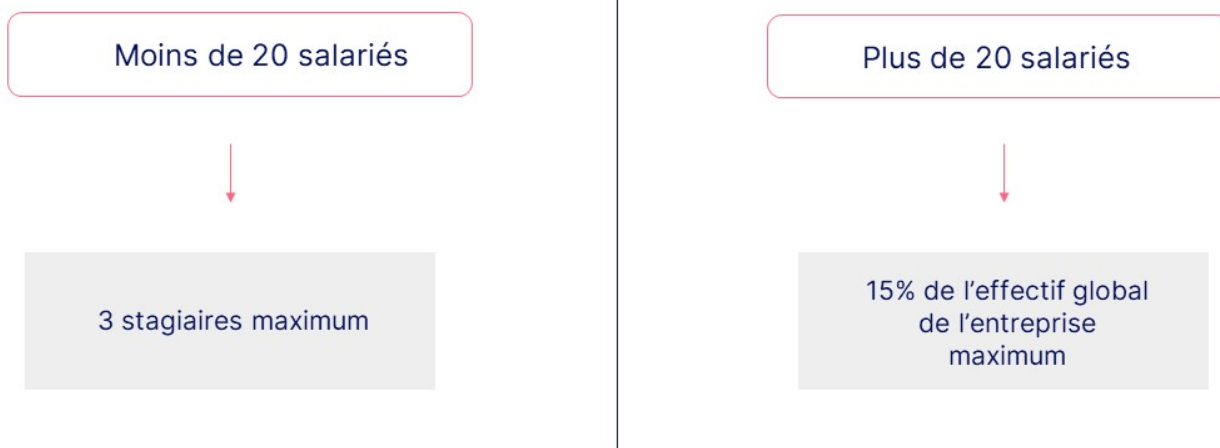 Moins de 20 salariés
3 stagiaires maximum
Plus de 20 salariés
15% de l’effectif global
de l’entreprise
maximum